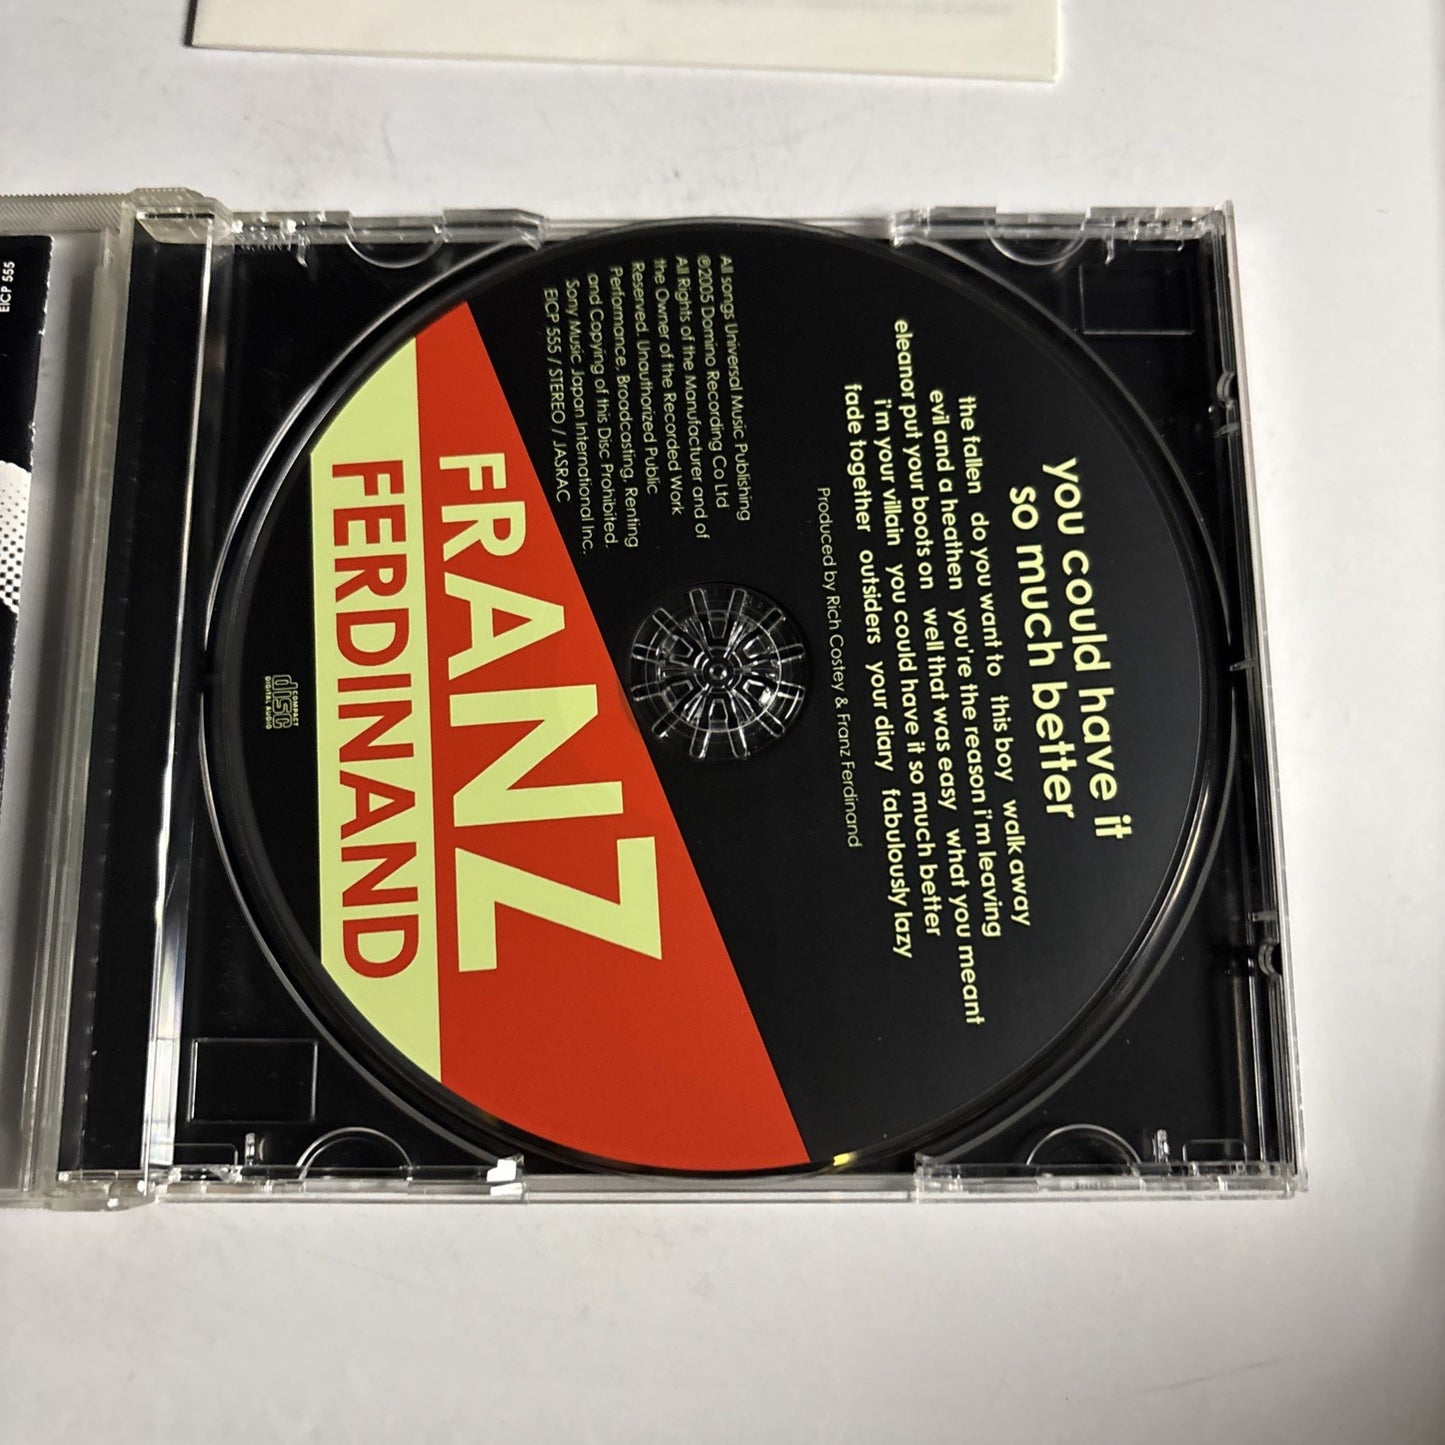 you could have it
so much better
the fallen do you want to this boy walk away
evil and a heathen you're the reason i'm leaving
eleanor put your boots on well that was easy what you meant
i'm your villain you could have it so much better
fade together outsiders your diary fabulously lazy
Produced by Rich Costey & Franz Ferdinand
All songs Universal Music Publishing
℗2005 Domino Recording Co Ltd
All Rights of the Manufacturer and of
the Owner of the Recorded Work
Reserved. Unauthorized Public
Performance, Broadcasting, Renting
and Copying of this Disc Prohibited.
Sony Music Japan International Inc.
EICP 555 / STEREO / JASRAC
FRANZ
FERDINAND
COMPACT
disc
DIGITAL AUDIO
EICP 555